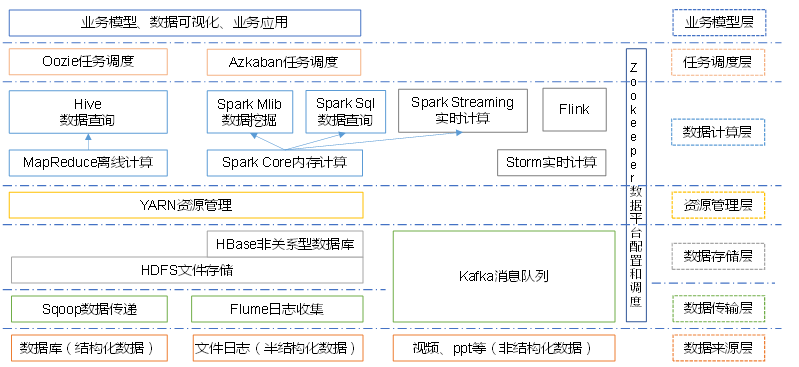 业务模型、数据可视化、业务应用
业务模型层
Oozie任务调度
Azkaban任务调度
任务调度层
Hive
数据查询
Spark Mlib
数据挖掘
Spark Sql
数据查询
Spark Streaming
实时计算
Flink
数据计算层
MapReduce离线计算
Spark Core内存计算
Storm实时计算
Zookeeper数据平台配置和调度
YARN资源管理
资源管理层
HBase非关系型数据库
HDFS文件存储
Kafka消息队列
数据存储层
Sqoop数据传递
Flume日志收集
数据传输层
数据库（结构化数据）
文件日志（半结构化数据）
视频、ppt等（非结构化数据）
数据来源层